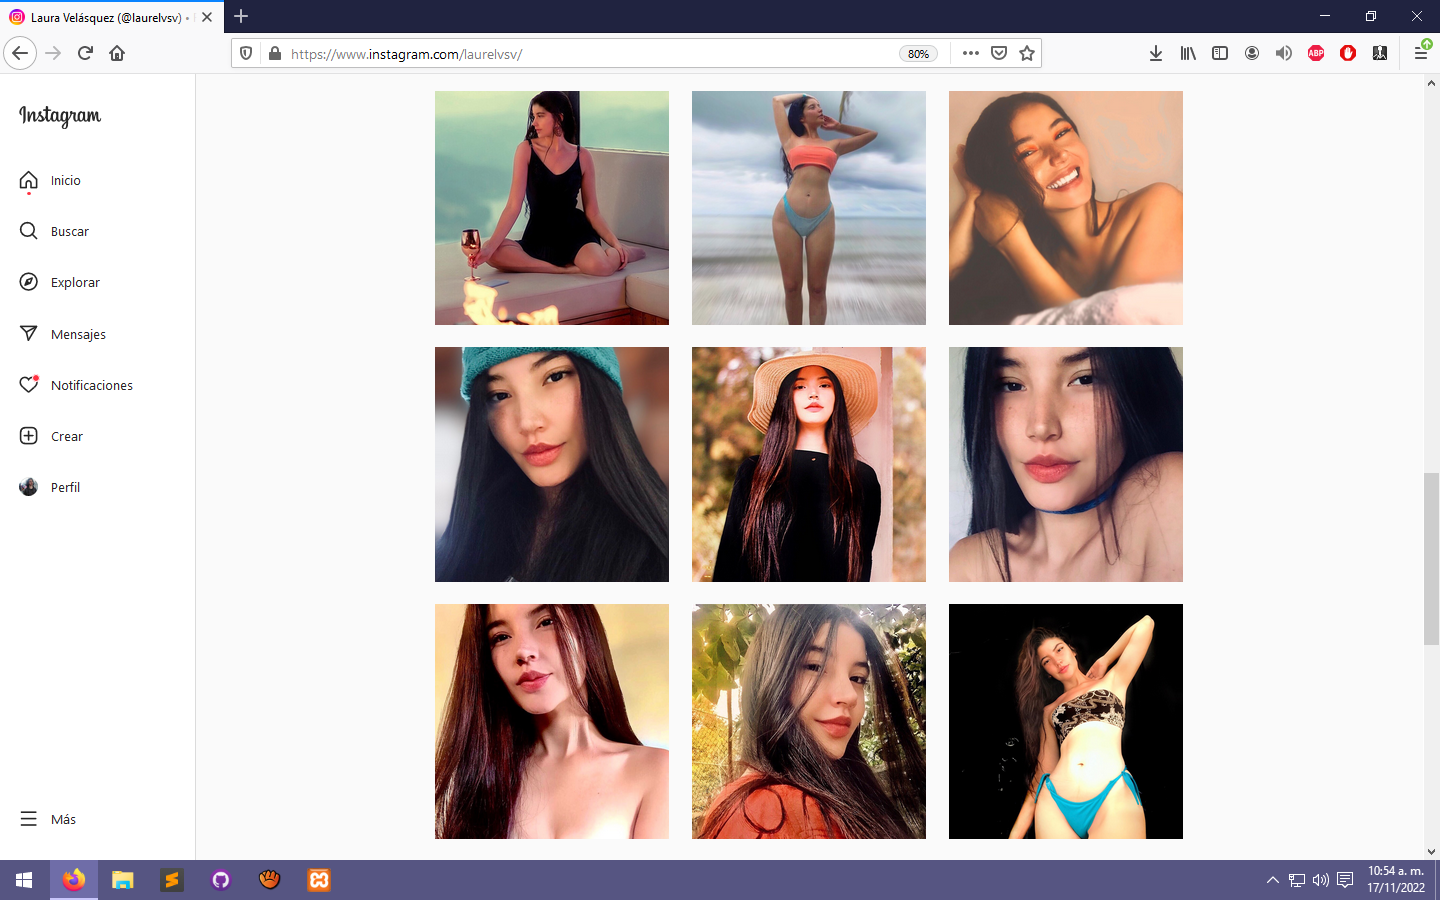 Laura Velásquez (@laurelvsv) •
https://www.instagram.com/laurelvsv/
80%
ABP
Instagram
Inicio
Buscar
Explorar
Mensajes
Notificaciones
Crear
Perfil
Más
10:54 a. m.
17/11/2022